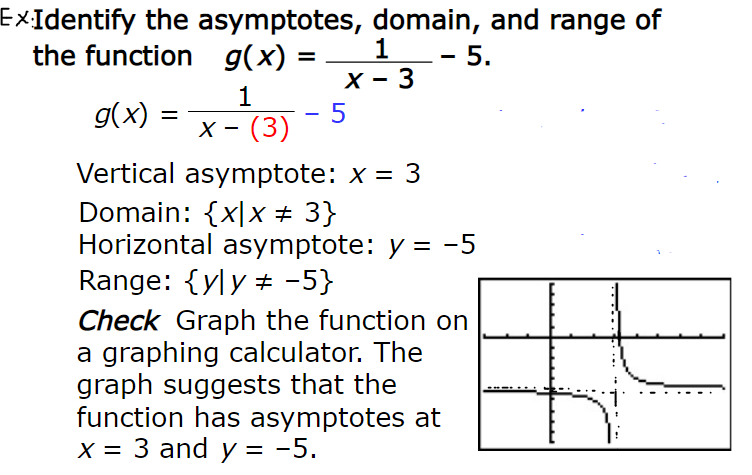 Ex: Identify the asymptotes, domain, and range of
the function g(x) = 1/(x – 3) – 5.
g(x) = 1/(x – (3)) – 5
Vertical asymptote: x = 3
Domain: {x|x ≠ 3}
Horizontal asymptote: y = –5
Range: {y|y ≠ –5}
Check Graph the function on
a graphing calculator. The
graph suggests that the
function has asymptotes at
x = 3 and y = –5.